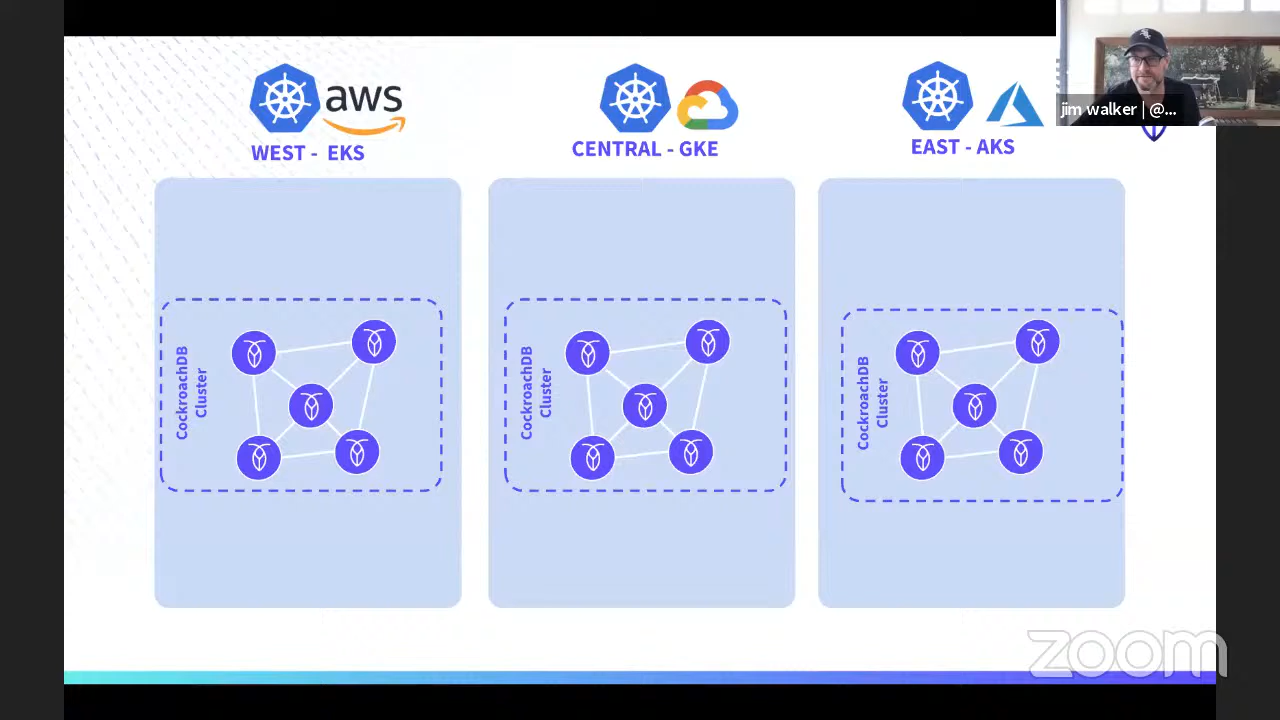 aws
jim walker | @...
WEST - EKS
CENTRAL - GKE
EAST - AKS
CockroachDB
Cluster
CockroachDB
Cluster
CockroachDB
Cluster
zoom